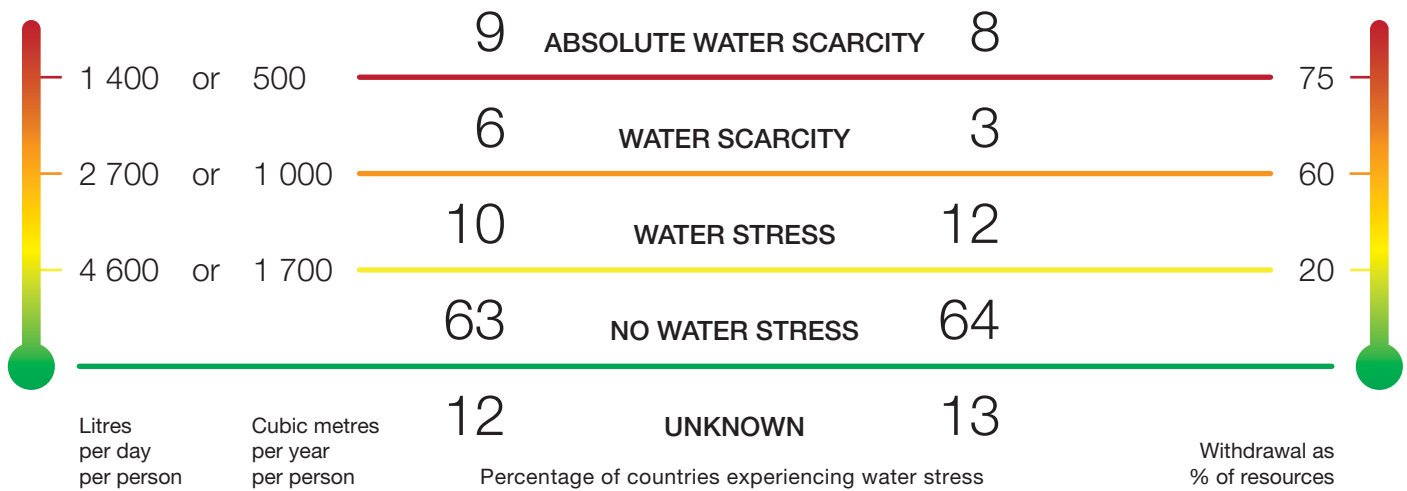 9 ABSOLUTE WATER SCARCITY 8
1 400 or 500 75
6 WATER SCARCITY 3
2 700 or 1 000 60
10 WATER STRESS 12
4 600 or 1 700 20
63 NO WATER STRESS 64
12 UNKNOWN 13
Litres
per day
per person
Cubic metres
per year
per person
Percentage of countries experiencing water stress
Withdrawal as
% of resources